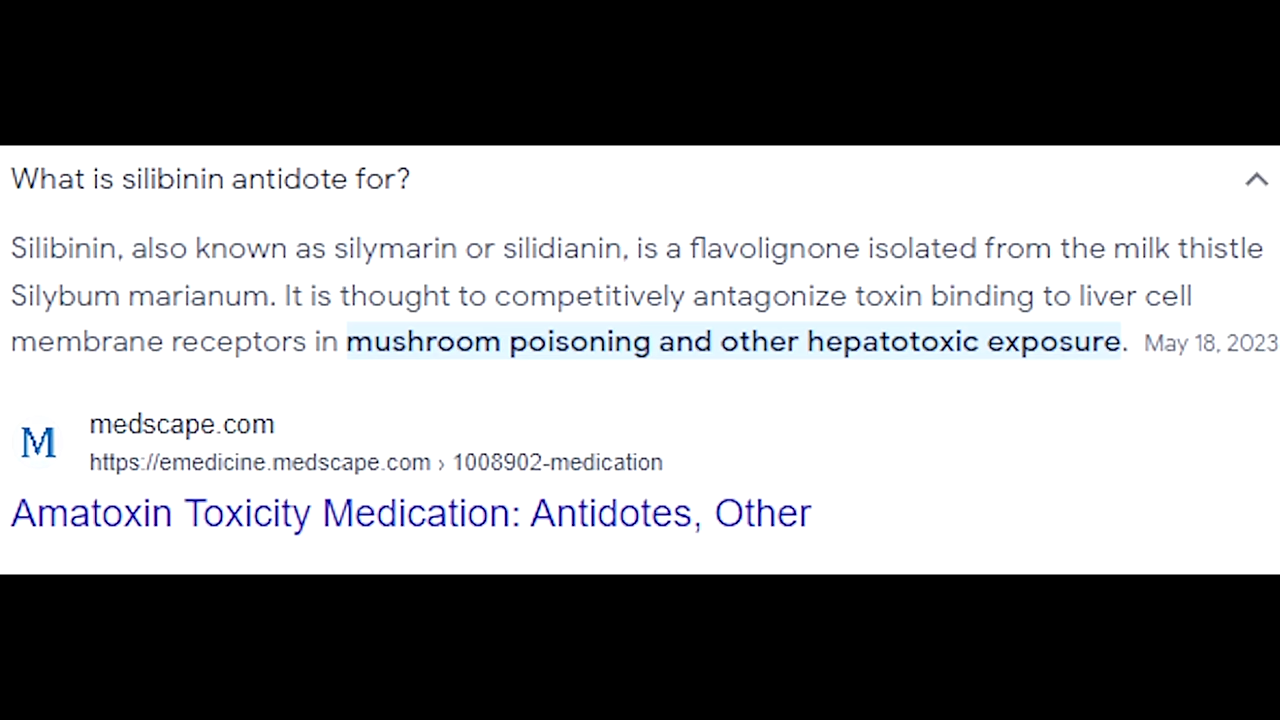 What is silibinin antidote for?
Silibinin, also known as silymarin or silidianin, is a flavolignone isolated from the milk thistle
Silybum marianum. It is thought to competitively antagonize toxin binding to liver cell
membrane receptors in mushroom poisoning and other hepatotoxic exposure. May 18, 2023
M
medscape.com
https://emedicine.medscape.com › 1008902-medication
Amatoxin Toxicity Medication: Antidotes, Other